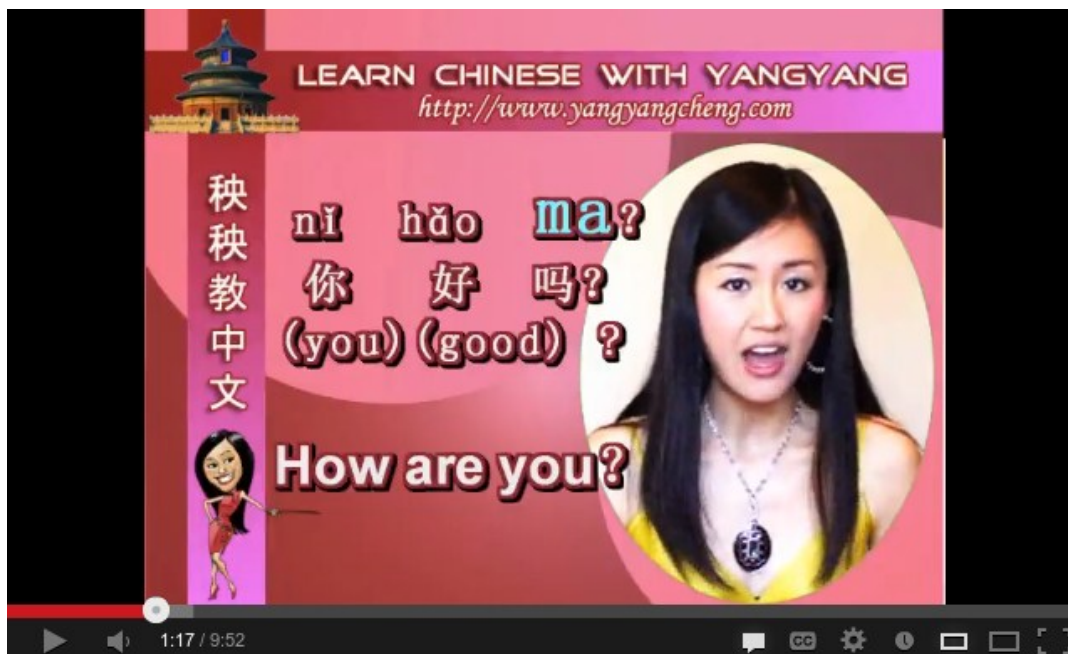 LEARN CHINESE WITH YANGYANG
http://www.yangyangcheng.com
秧秧教中文
nǐ hǎo ma?
你 好 吗?
(you) (good) ?
How are you?
1:17 / 9:52
CC